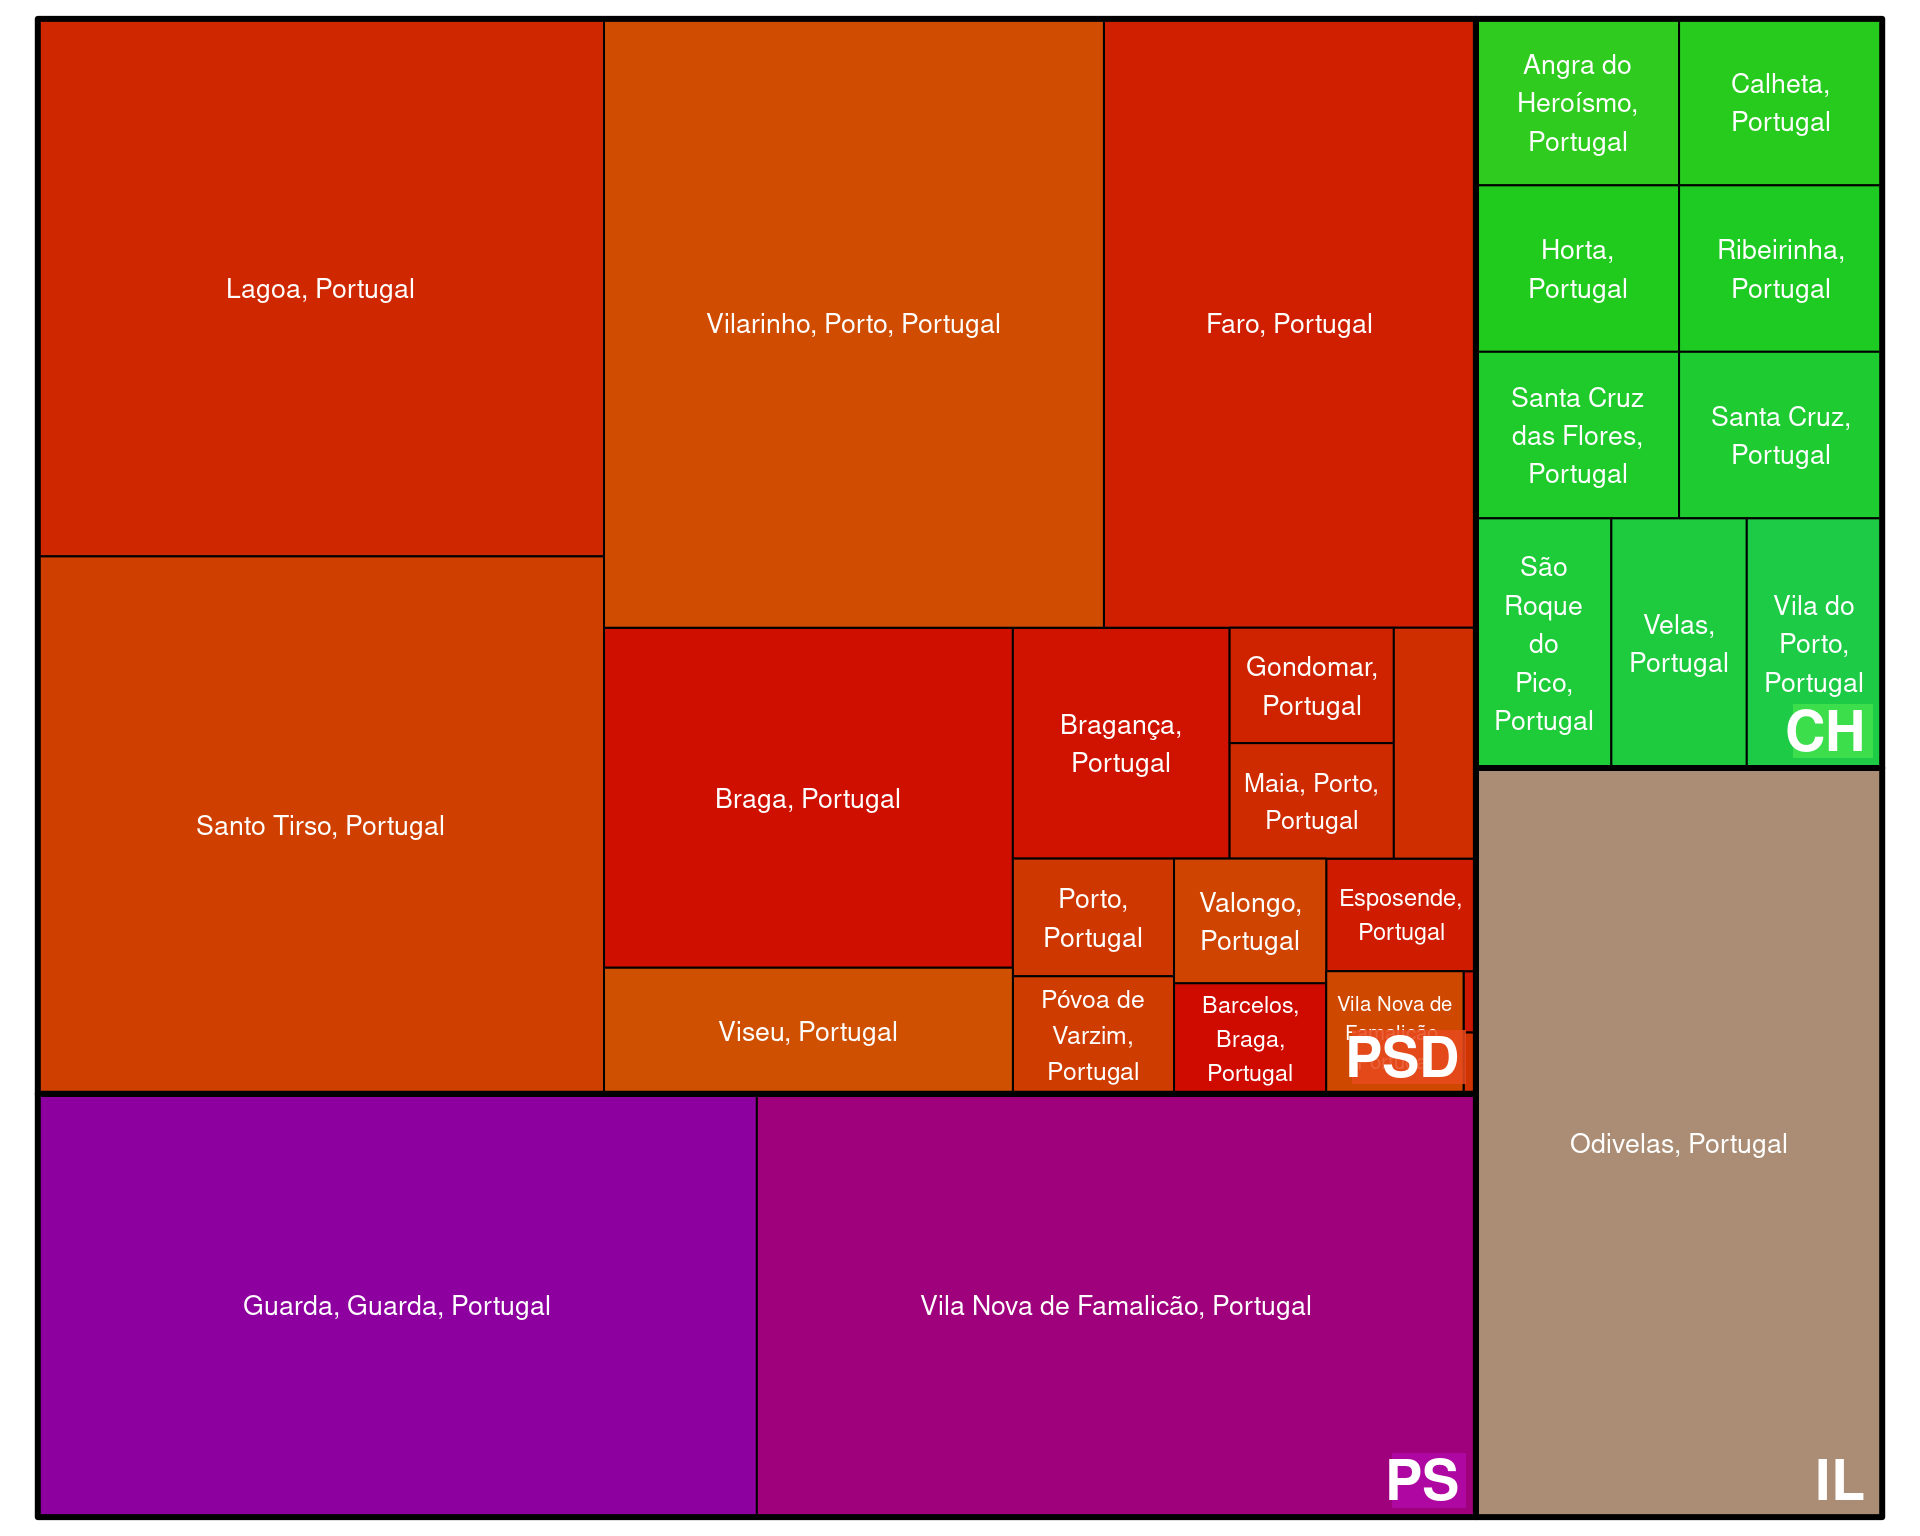 Lagoa, Portugal
Vilarinho, Porto, Portugal
Faro, Portugal
Santo Tirso, Portugal
Braga, Portugal
Bragança,
Portugal
Gondomar,
Portugal
Maia, Porto,
Portugal
Porto,
Portugal
Valongo,
Portugal
Esposende,
Portugal
Viseu, Portugal
Póvoa de
Varzim,
Portugal
Barcelos,
Braga,
Portugal
Vila Nova de
PSD
Angra do
Heroísmo,
Portugal
Calheta,
Portugal
Horta,
Portugal
Ribeirinha,
Portugal
Santa Cruz
das Flores,
Portugal
Santa Cruz,
Portugal
São
Roque
do
Pico,
Portugal
Velas,
Portugal
Vila do
Porto,
Portugal
CH
Guarda, Guarda, Portugal
Vila Nova de Famalicão, Portugal
PS
Odivelas, Portugal
IL